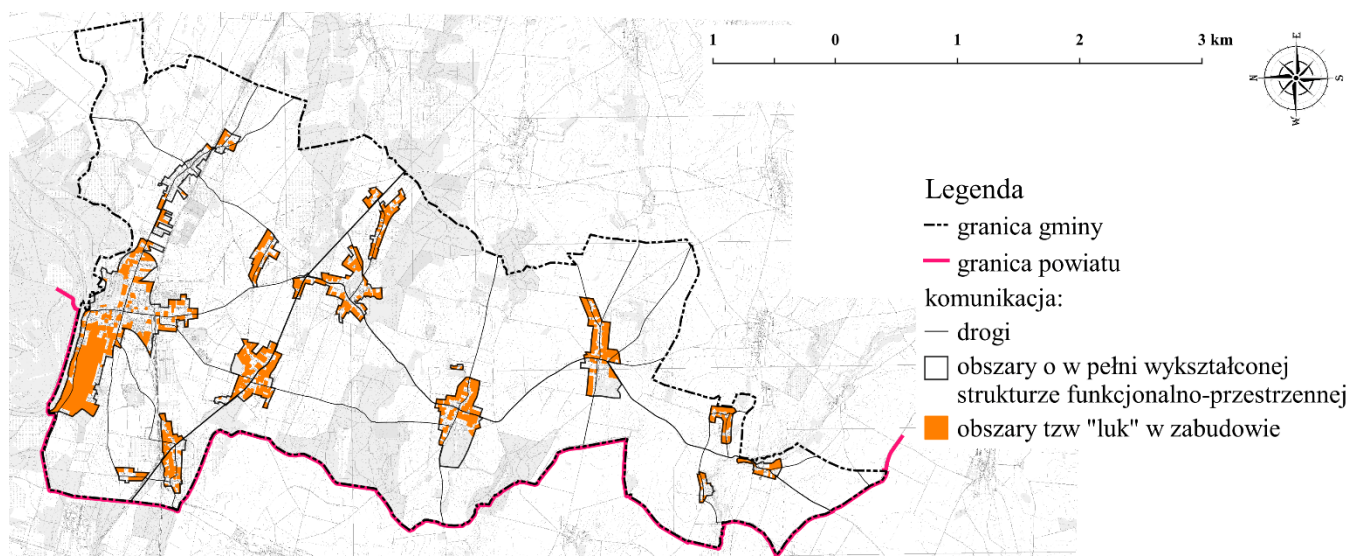 1 0 1 2 3 km
E
N S
W
Legenda
granica gminy
granica powiatu
komunikacja:
drogi
obszary o w pełni wykształconej
strukturze funkcjonalno-przestrzennej
obszary tzw "luk" w zabudowie